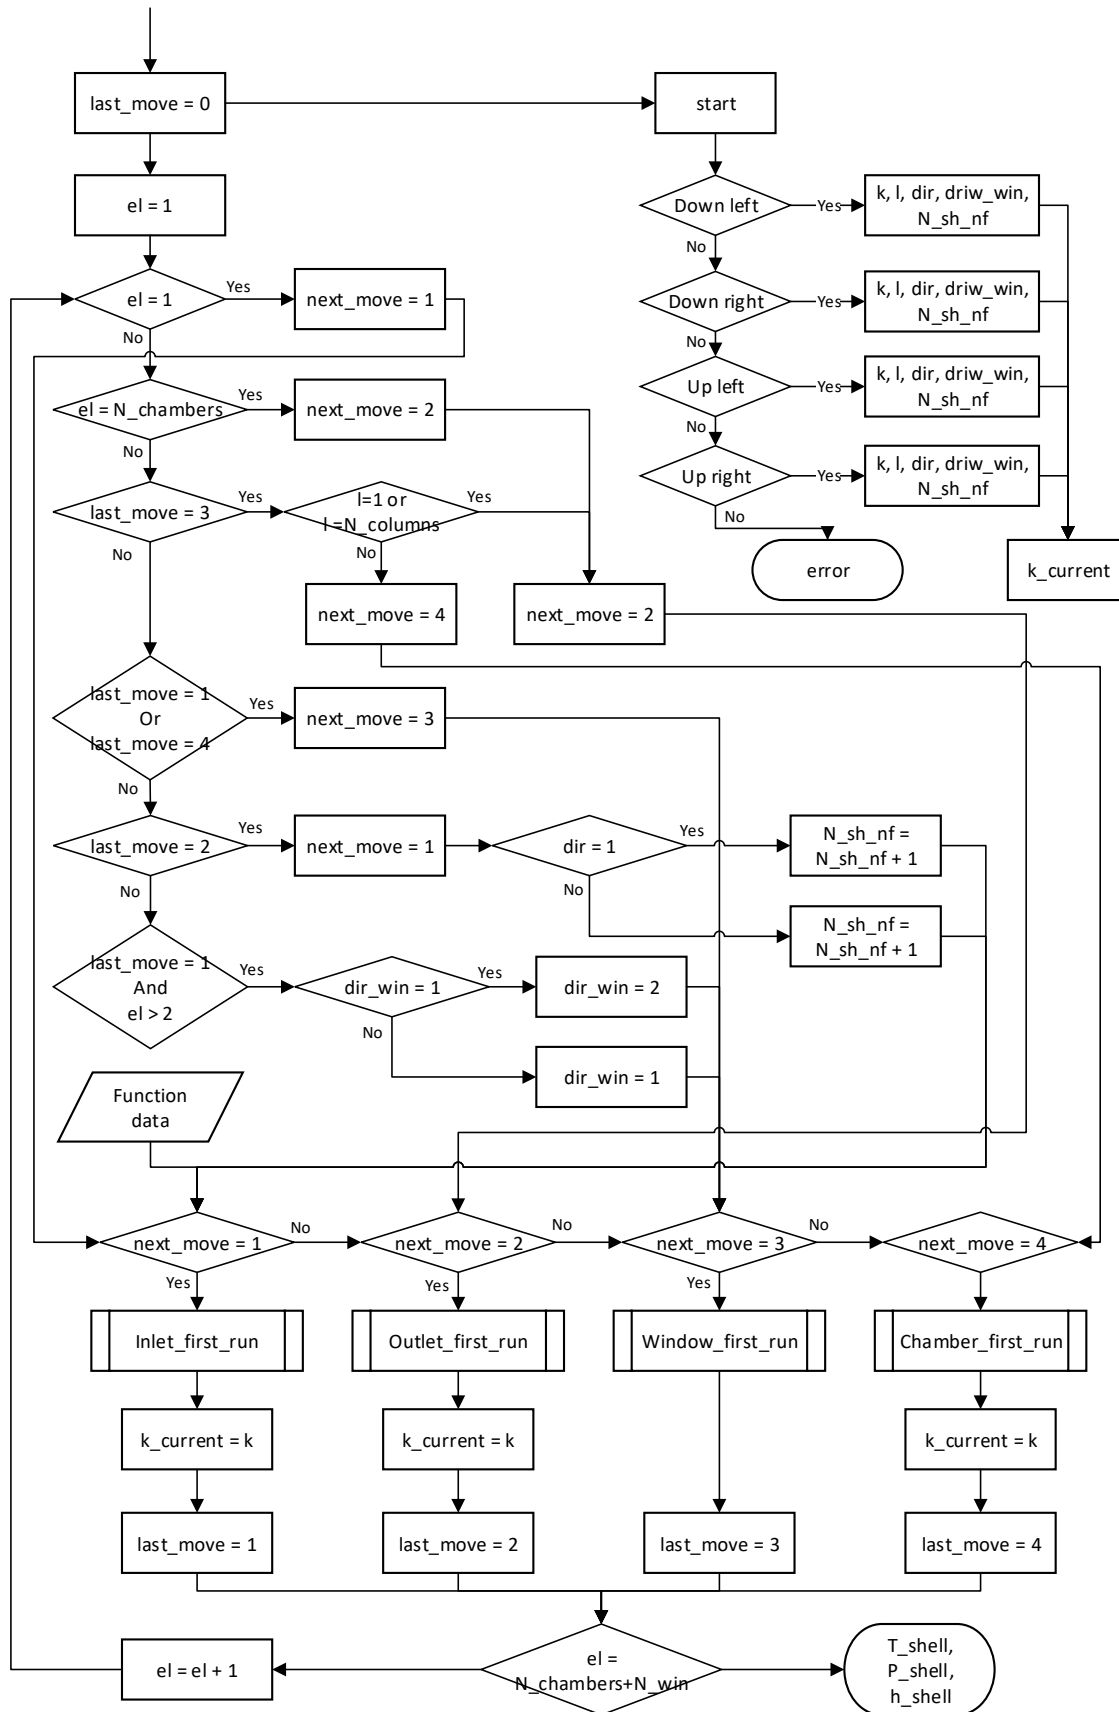 last_move = 0
start
el = 1
Down left
Yes
k, l, dir, driw_win,
N_sh_nf
No
el = 1
Yes
next_move = 1
No
Down right
Yes
k, l, dir, driw_win,
N_sh_nf
No
Up left
Yes
k, l, dir, driw_win,
N_sh_nf
No
el = N_chambers
Yes
next_move = 2
No
Up right
Yes
k, l, dir, driw_win,
N_sh_nf
No
error
k_current
last_move = 3
Yes
l=1 or
l =N_columns
Yes
No
No
next_move = 4
next_move = 2
last_move = 1
Or
last_move = 4
Yes
next_move = 3
No
last_move = 2
Yes
next_move = 1
dir = 1
Yes
N_sh_nf =
N_sh_nf + 1
No
No
N_sh_nf =
N_sh_nf + 1
last_move = 1
And
el > 2
Yes
dir_win = 1
Yes
dir_win = 2
No
dir_win = 1
Function
data
next_move = 1
No
next_move = 2
No
next_move = 3
No
next_move = 4
Yes
Yes
Yes
Inlet_first_run
Outlet_first_run
Window_first_run
Chamber_first_run
k_current = k
k_current = k
k_current = k
last_move = 1
last_move = 2
last_move = 3
last_move = 4
el = el + 1
el =
N_chambers+N_win
T_shell,
P_shell,
h_shell